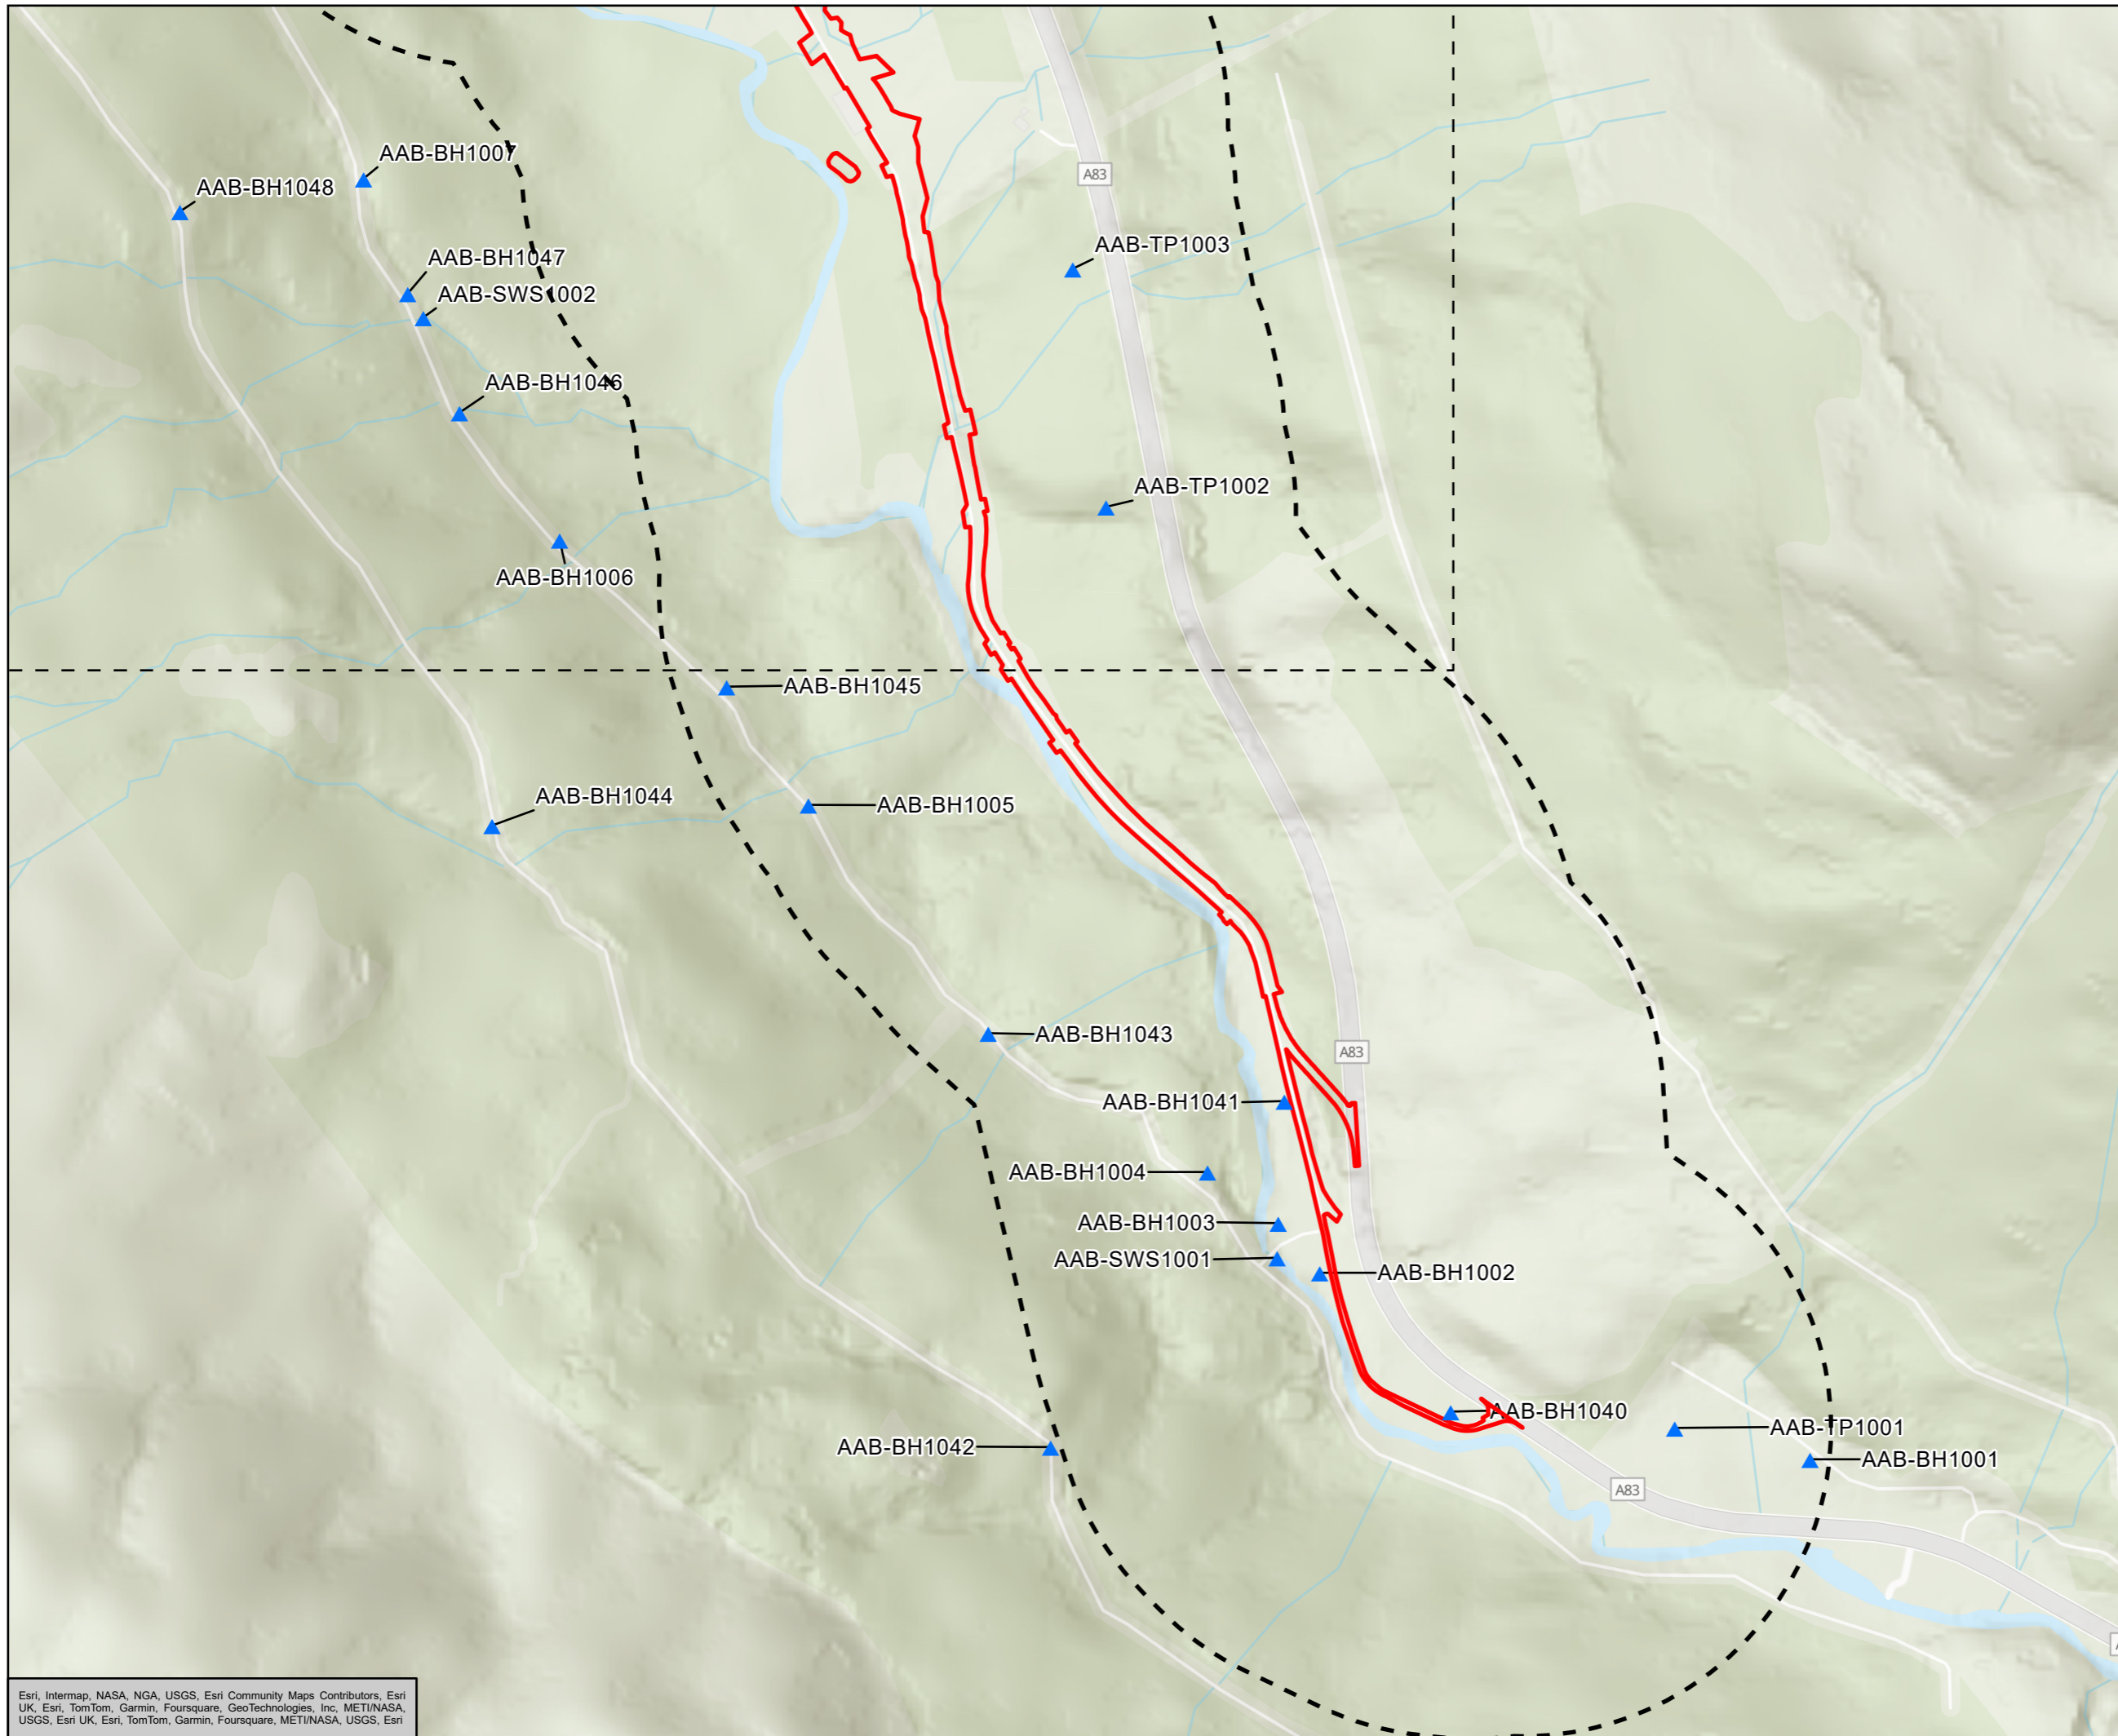 AAB-BH1007
A83
AAB-BH1048
AAB-TP1003
AAB-BH1047
AAB-SWS1002
AAB-BH1046
AAB-TP1002
AAB-BH1006
AAB-BH1045
AAB-BH1044
AAB-BH1005
AAB-BH1043
A83
AAB-BH1041
AAB-BH1004
AAB-BH1003
AAB-SWS1001
AAB-BH1002
AAB-BH1040
AAB-TP1001
AAB-BH1042
AAB-BH1001
A83
Esri, Intermap, NASA, NGA, USGS, Esri Community Maps Contributors, Esri
UK, Esri, TomTom, Garmin, Foursquare, GeoTechnologies, Inc, METI/NASA,
USGS, Esri UK, Esri, TomTom, Garmin, Foursquare, METI/NASA, USGS, Esri